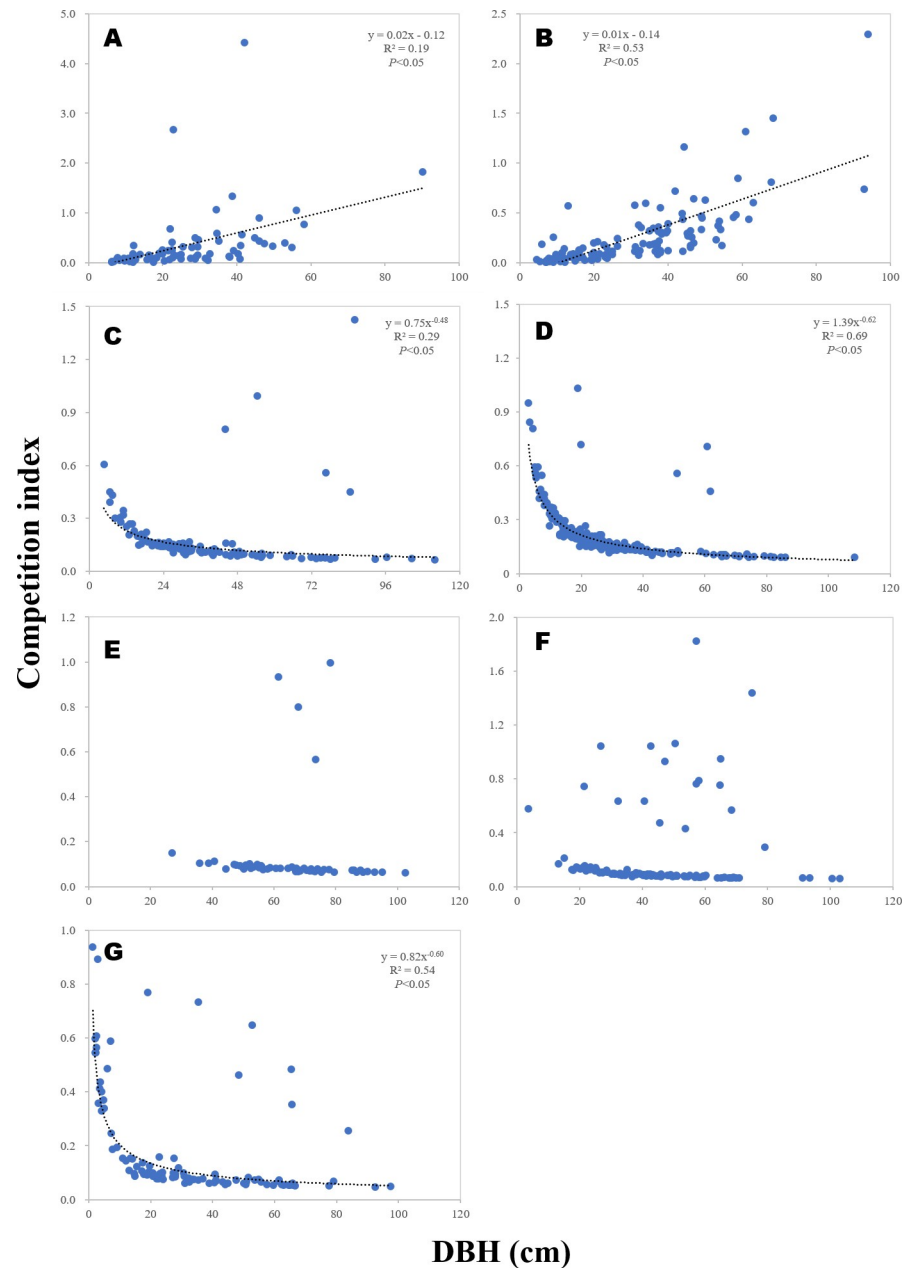 A
y = 0.02x - 0.12
R² = 0.19
P<0.05
5.0
4.0
3.0
2.0
1.0
0.0
0 20 40 60 80 100
B
y = 0.01x - 0.14
R² = 0.53
P<0.05
2.5
2.0
1.5
1.0
0.5
0.0
0 20 40 60 80 100
C
y = 0.75x⁻⁰·⁴⁸
R² = 0.29
P<0.05
1.5
1.2
0.9
0.6
0.3
0.0
0 24 48 72 96 120
D
y = 1.39x⁻⁰·⁶²
R² = 0.69
P<0.05
1.5
1.2
0.9
0.6
0.3
0
0 20 40 60 80 100 120
Competition index
E
1.2
1.0
0.8
0.6
0.4
0.2
0.0
0 20 40 60 80 100 120
F
2.0
1.6
1.2
0.8
0.4
0.0
0 20 40 60 80 100 120
G
y = 0.82x⁻⁰·⁶⁰
R² = 0.54
P<0.05
1.0
0.8
0.6
0.4
0.2
0.0
0 20 40 60 80 100 120
DBH (cm)